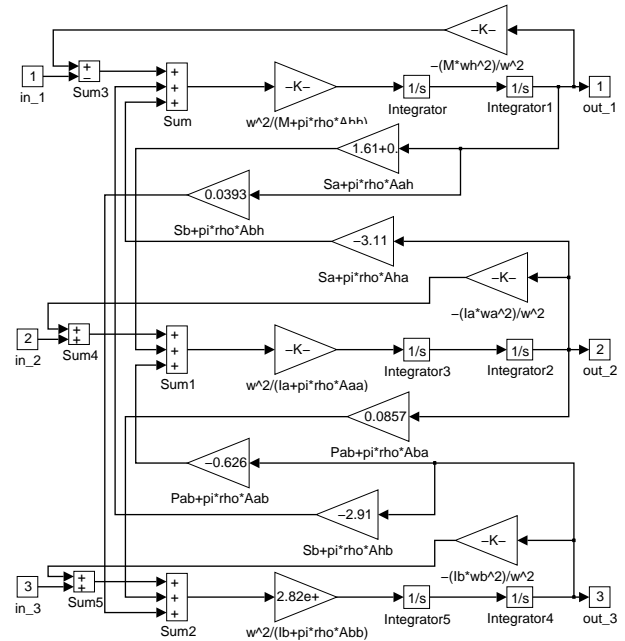 −K−
−(M*wh^2)/w^2
1
in_1
+
−
Sum3
+
+
+
Sum
−K−
w^2/(M+pi*rho*Ahh)
1/s
Integrator
1/s
Integrator1
1
out_1
1.61+0.
Sa+pi*rho*Aah
0.0393
Sb+pi*rho*Abh
−3.11
Sa+pi*rho*Aha
−K−
−(Ia*wa^2)/w^2
2
in_2
+
+
Sum4
+
+
+
Sum1
−K−
w^2/(Ia+pi*rho*Aaa)
1/s
Integrator3
1/s
Integrator2
2
out_2
0.0857
Pab+pi*rho*Aba
−0.626
Pab+pi*rho*Aab
−2.91
Sb+pi*rho*Ahb
−K−
−(Ib*wb^2)/w^2
3
in_3
+
+
Sum5
+
+
+
Sum2
2.82e+
w^2/(Ib+pi*rho*Abb)
1/s
Integrator5
1/s
Integrator4
3
out_3